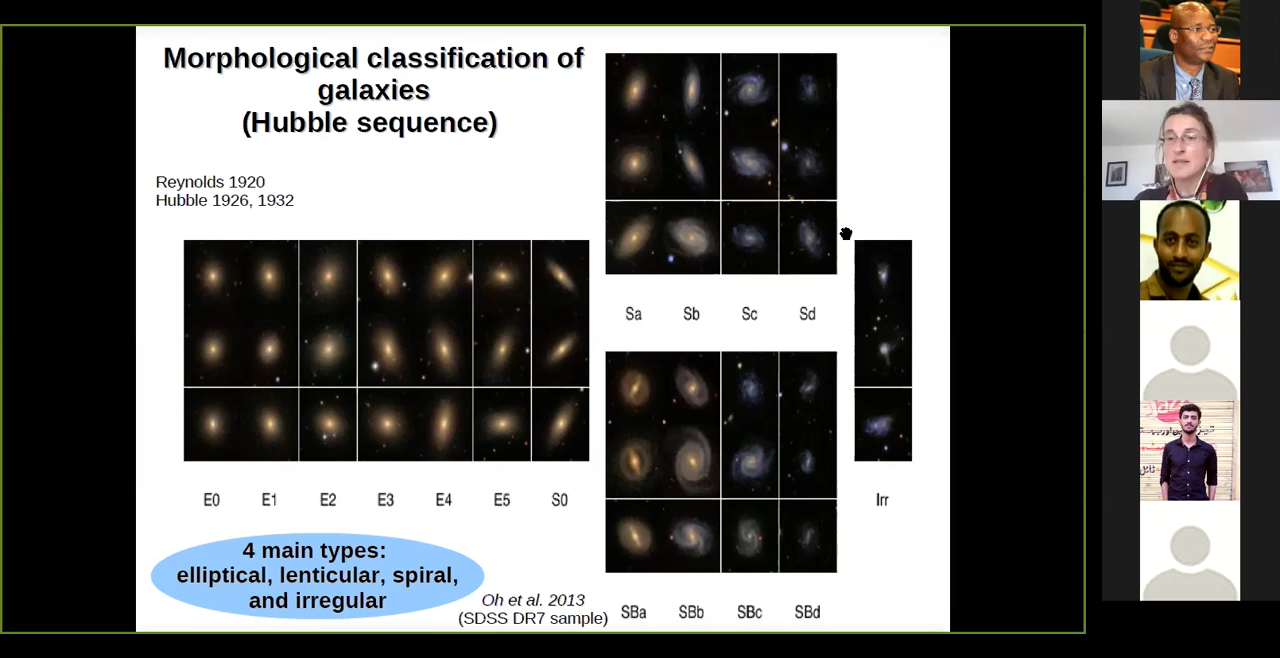 Morphological classification of
galaxies
(Hubble sequence)
Reynolds 1920
Hubble 1926, 1932
Sa Sb Sc Sd
E0 E1 E2 E3 E4 E5 S0
Irr
4 main types:
elliptical, lenticular, spiral,
and irregular
Oh et al. 2013
(SDSS DR7 sample)
SBa SBb SBc SBd